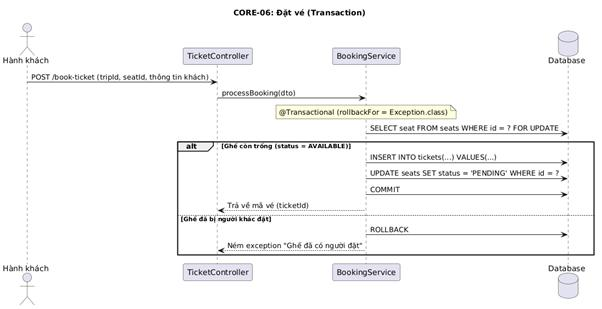 CORE-06: Đặt vé (Transaction)
Hành khách
TicketController
BookingService
Database
POST /book-ticket (tripId, seatId, thông tin khách)
processBooking(dto)
@Transactional (rollbackFor = Exception.class)
SELECT seat FROM seats WHERE id = ? FOR UPDATE
alt
[Ghế còn trống (status = AVAILABLE)]
INSERT INTO tickets(...) VALUES(...)
UPDATE seats SET status = 'PENDING' WHERE id = ?
COMMIT
Trả về mã vé (ticketId)
[Ghế đã bị người khác đặt]
ROLLBACK
Ném exception "Ghế đã có người đặt"
Hành khách
TicketController
BookingService
Database